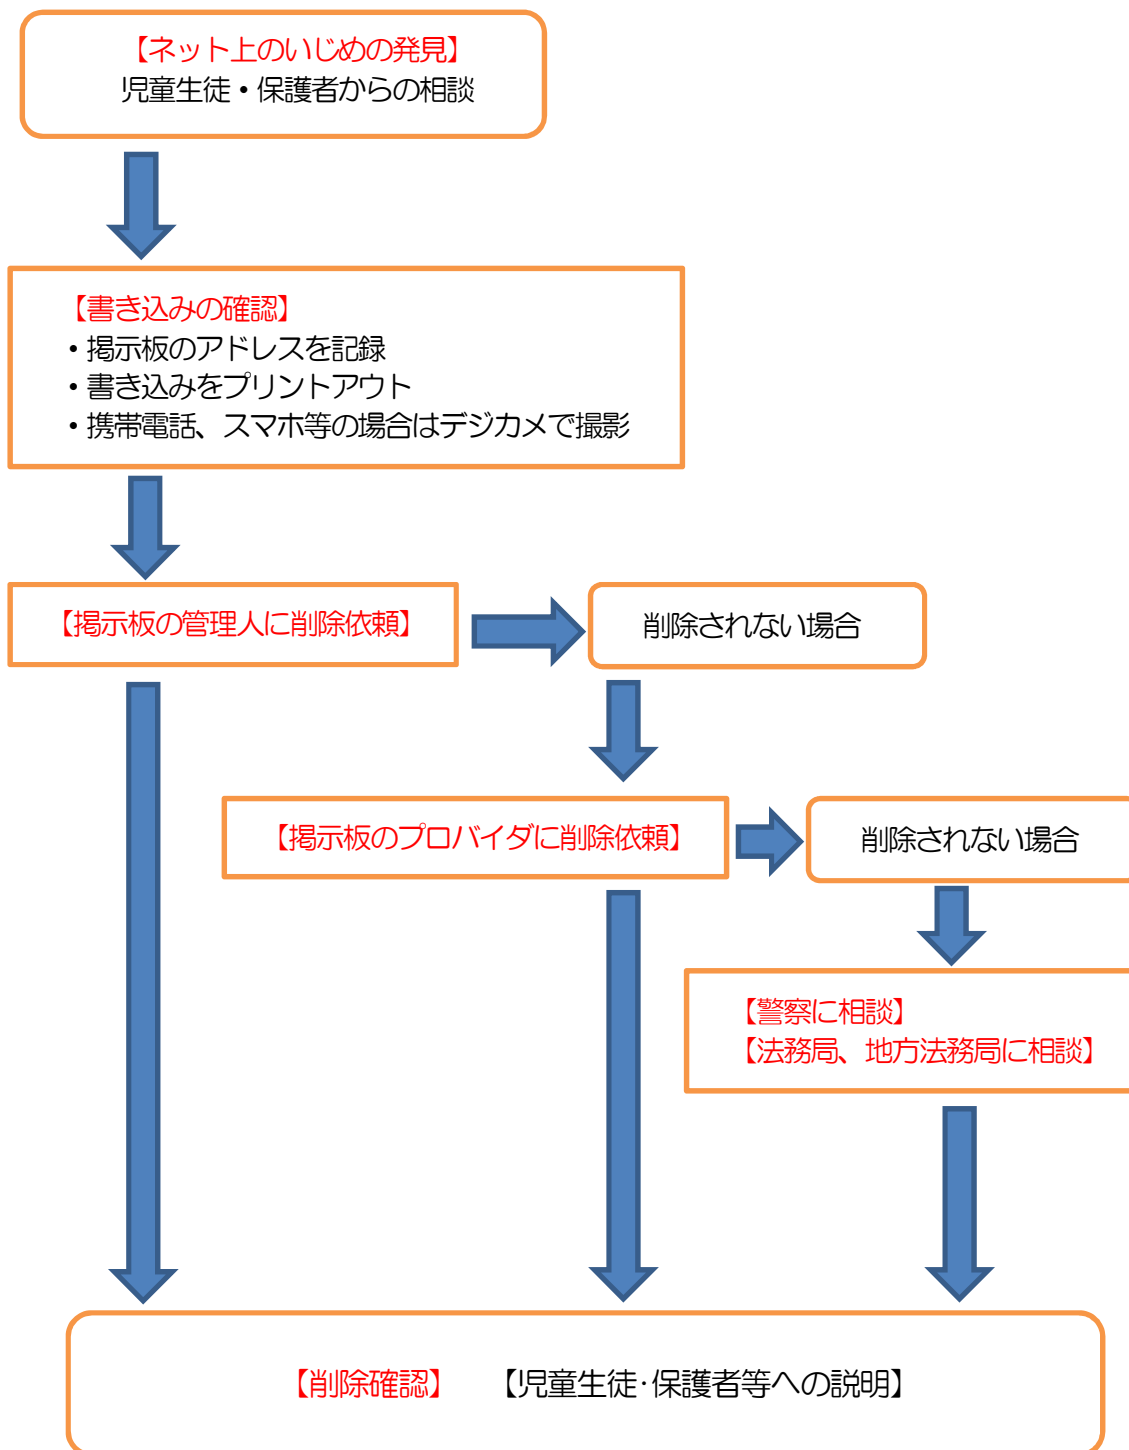 【ネット上のいじめの発見】
児童生徒・保護者からの相談
【書き込みの確認】
・掲示板のアドレスを記録
・書き込みをプリントアウト
・携帯電話、スマホ等の場合はデジカメで撮影
【掲示板の管理人に削除依頼】
削除されない場合
【掲示板のプロバイダに削除依頼】
削除されない場合
【警察に相談】
【法務局、地方法務局に相談】
【削除確認】　【児童生徒･保護者等への説明】